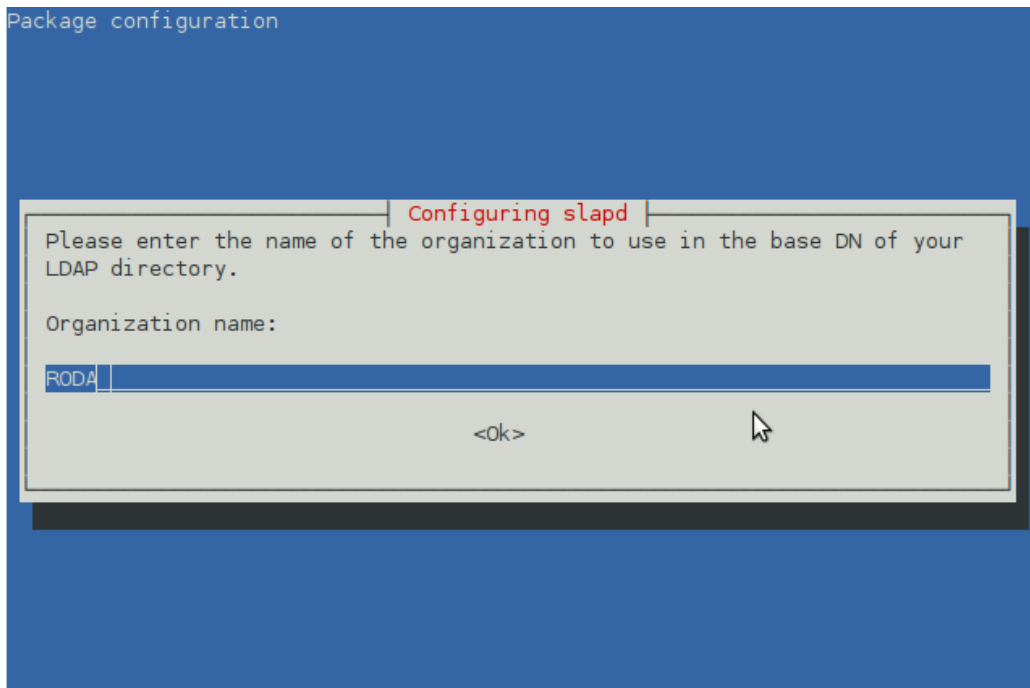 Package configuration
Configuring slapd
Please enter the name of the organization to use in the base DN of your
LDAP directory.
Organization name:
RODA
<Ok>